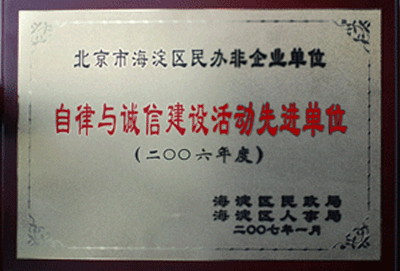 北京市海淀区民办非企业单位
自律与诚信建设活动先进单位
(二〇〇六年度)
海淀区民政局
海淀区人事局
二〇〇七年一月